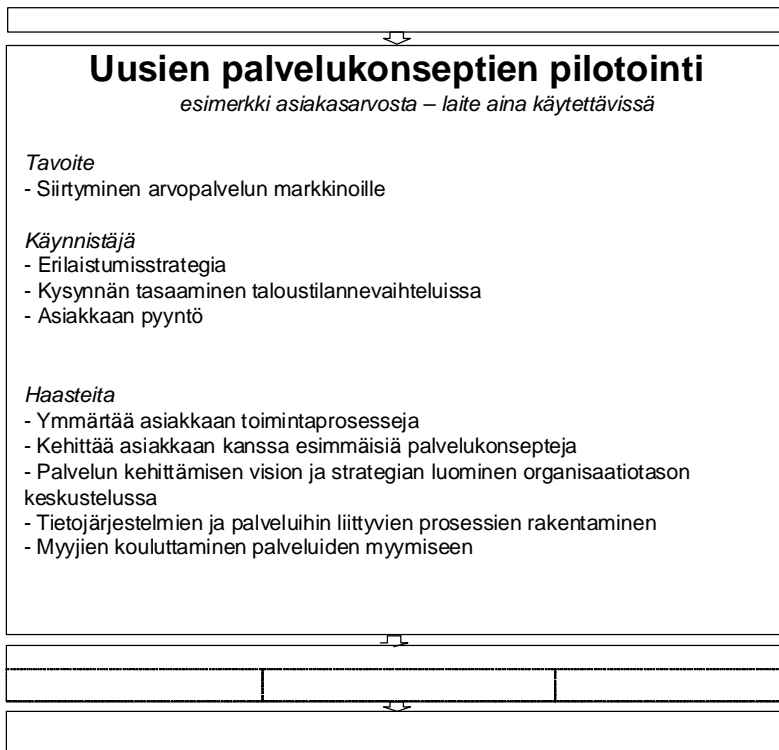 Uusien palvelukonseptien pilotointi
esimerkki asiakasarvosta – laite aina käytettävissä
Tavoite
- Siirtyminen arvopalvelun markkinoille
Käynnistäjä
- Erilaistumisstrategia
- Kysynnän tasaaminen taloustilannevaihteluissa
- Asiakkaan pyyntö
Haasteita
- Ymmärtää asiakkaan toimintaprosesseja
- Kehittää asiakkaan kanssa esimmäisiä palvelukonsepteja
- Palvelun kehittämisen vision ja strategian luominen organisaatiotason
keskustelussa
- Tietojärjestelmien ja palveluihin liittyvien prosessien rakentaminen
- Myyjien kouluttaminen palveluiden myymiseen